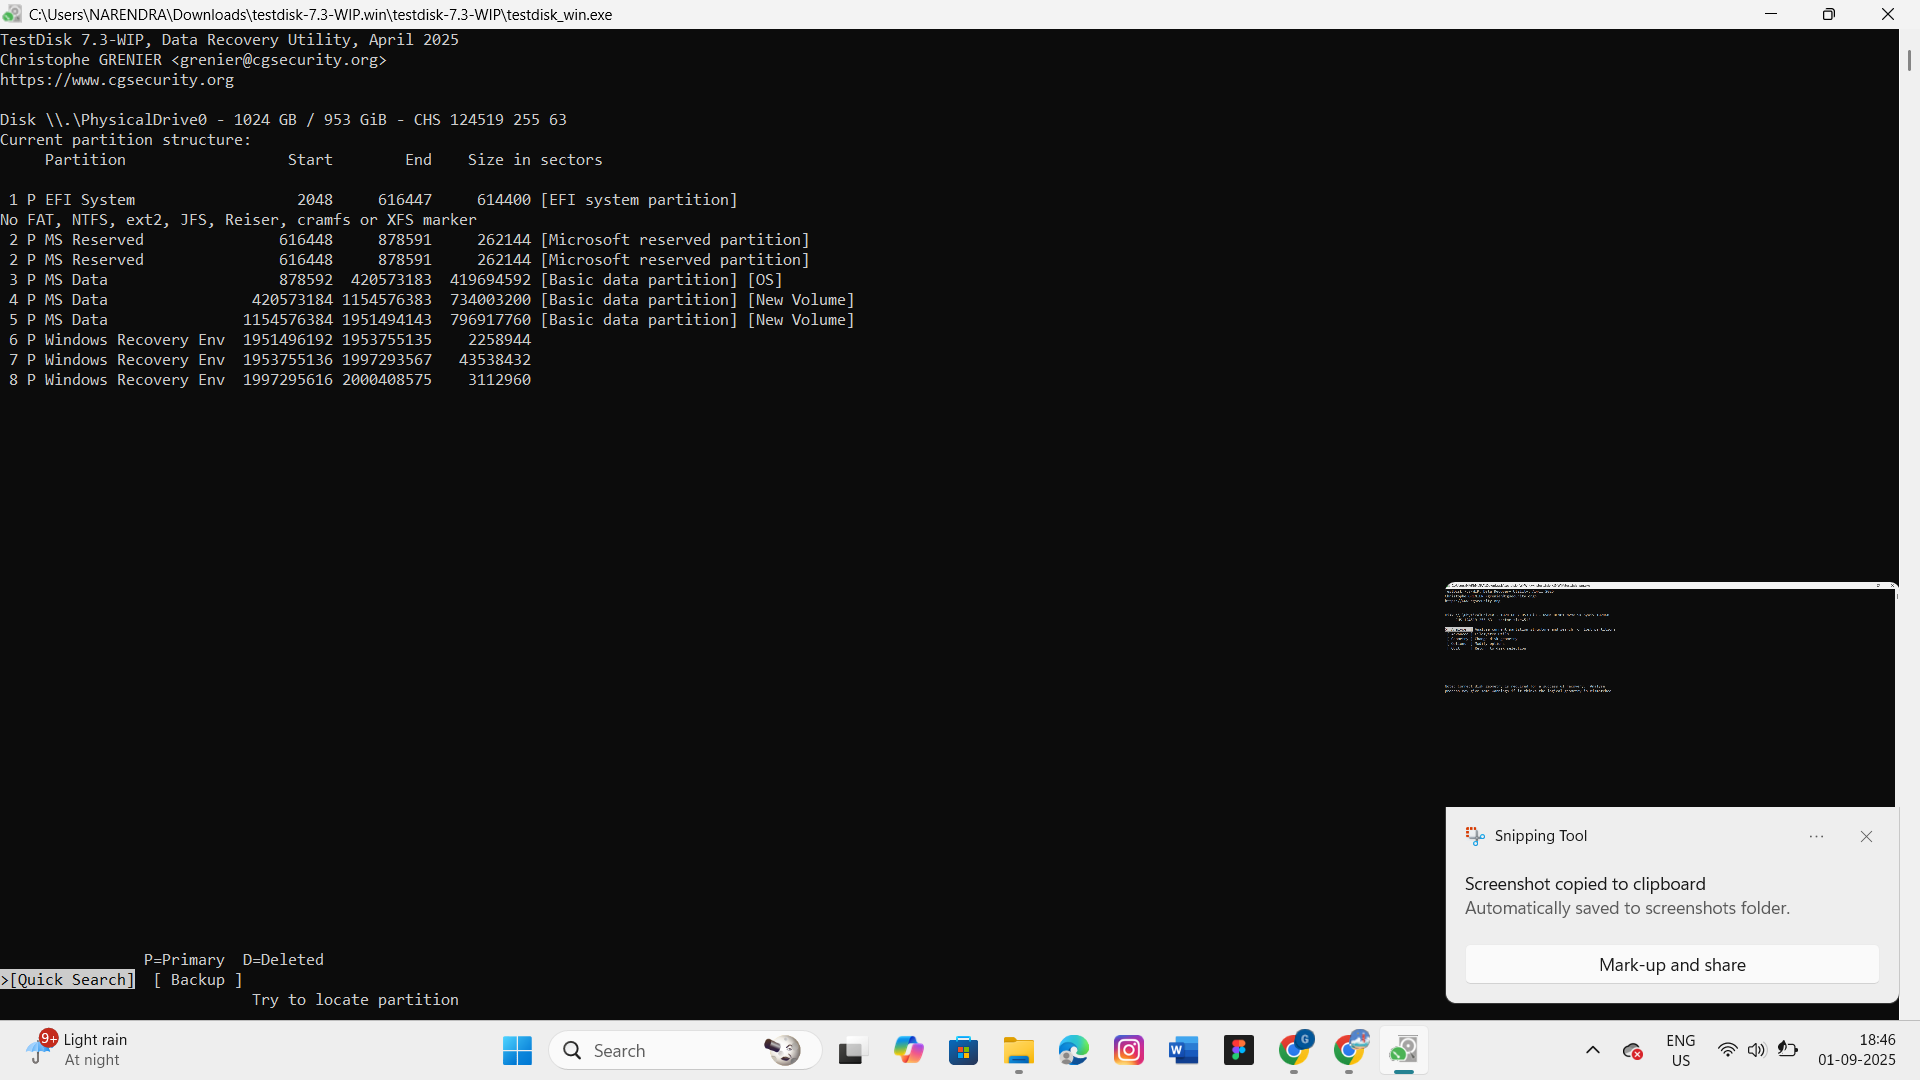 C:\Users\NARENDRA\Downloads\testdisk-7.3-WIP.win\testdisk-7.3-WIP\testdisk_win.exe
TestDisk 7.3-WIP, Data Recovery Utility, April 2025
Christophe GRENIER <grenier@cgsecurity.org>
https://www.cgsecurity.org
Disk \\.\PhysicalDrive0 - 1024 GB / 953 GiB - CHS 124519 255 63
Current partition structure:
     Partition                  Start        End    Size in sectors
 1 P EFI System                  2048     616447     614400 [EFI system partition]
No FAT, NTFS, ext2, JFS, Reiser, cramfs or XFS marker
 2 P MS Reserved               616448     878591     262144 [Microsoft reserved partition]
 2 P MS Reserved               616448     878591     262144 [Microsoft reserved partition]
 3 P MS Data                   878592  420573183  419694592 [Basic data partition] [OS]
 4 P MS Data                420573184 1154576383  734003200 [Basic data partition] [New Volume]
 5 P MS Data               1154576384 1951494143  796917760 [Basic data partition] [New Volume]
 6 P Windows Recovery Env  1951496192 1953755135    2258944
 7 P Windows Recovery Env  1953755136 1997293567   43538432
 8 P Windows Recovery Env  1997295616 2000408575    3112960
Snipping Tool
Screenshot copied to clipboard
Automatically saved to screenshots folder.
Mark-up and share
P=Primary  D=Deleted
>[Quick Search]  [ Backup ]
Try to locate partition
9+
Light rain
At night
Search
ENG
US
18:46
01-09-2025